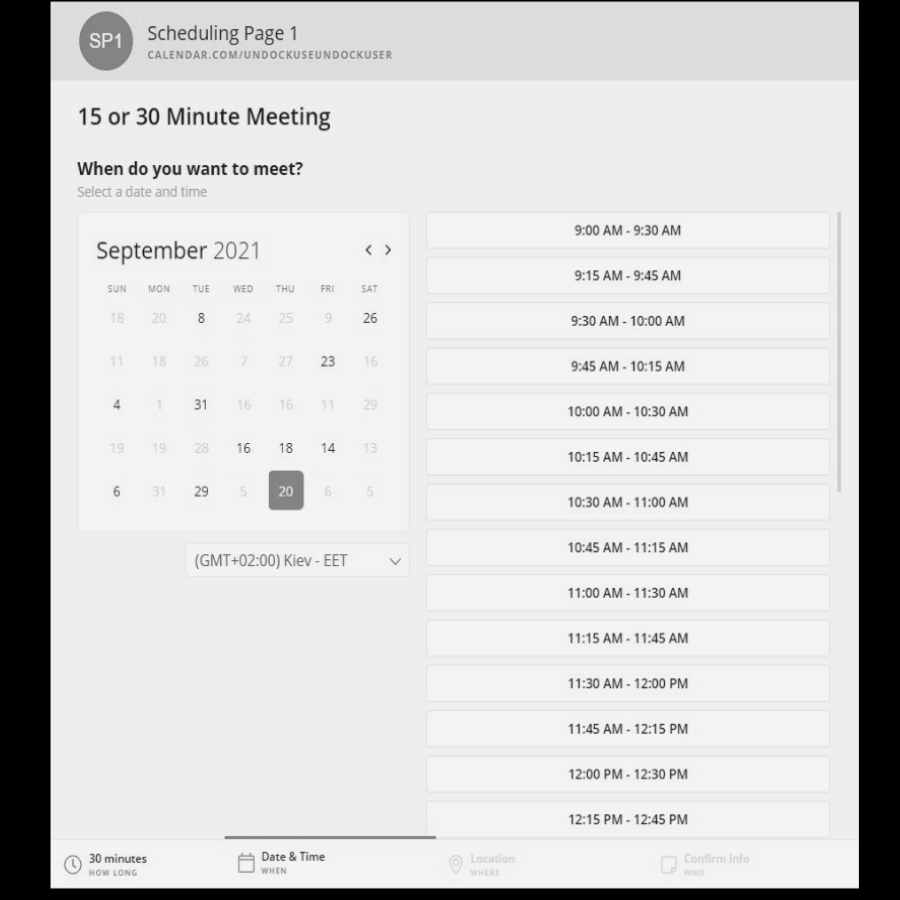 SP1
Scheduling Page 1
CALENDAR.COM/UNDOCKUSEUNDOCKUSER
15 or 30 Minute Meeting
When do you want to meet?
Select a date and time
September 2021
SUN MON TUE WED THU FRI SAT
18 20 8 24 25 9 26
11 18 26 7 27 23 16
4 1 31 16 16 11 29
19 19 28 16 18 14 13
6 31 29 5 20 6 5
(GMT+02:00) Kiev - EET
9:00 AM - 9:30 AM
9:15 AM - 9:45 AM
9:30 AM - 10:00 AM
9:45 AM - 10:15 AM
10:00 AM - 10:30 AM
10:15 AM - 10:45 AM
10:30 AM - 11:00 AM
10:45 AM - 11:15 AM
11:00 AM - 11:30 AM
11:15 AM - 11:45 AM
11:30 AM - 12:00 PM
11:45 AM - 12:15 PM
12:00 PM - 12:30 PM
12:15 PM - 12:45 PM
30 minutes
HOW LONG
Date & Time
WHEN
Location
WHERE
Confirm Info
WHO